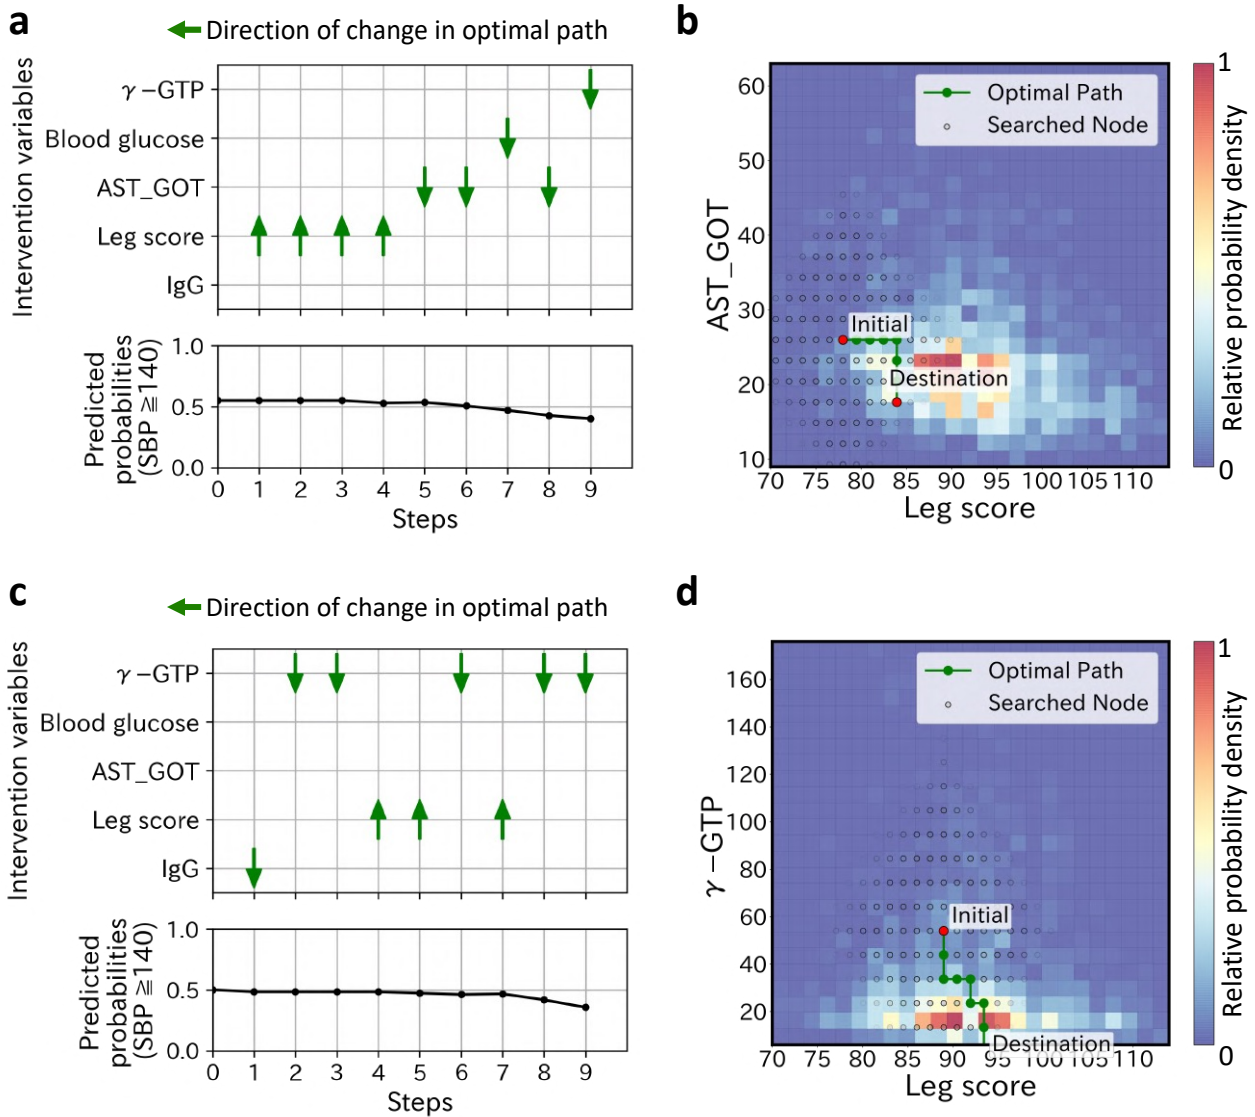 a
Direction of change in optimal path
Intervention variables
γ −GTP
Blood glucose
AST_GOT
Leg score
IgG
Predicted
probabilities
(SBP ≧140)
1.0
0.5
0.0
0 1 2 3 4 5 6 7 8 9
Steps
b
Optimal Path
Searched Node
AST_GOT
60
50
40
30
20
10
Initial
Destination
70 75 80 85 90 95 100 105 110
Leg score
1
0
Relative probability density
c
Direction of change in optimal path
Intervention variables
γ −GTP
Blood glucose
AST_GOT
Leg score
IgG
Predicted
probabilities
(SBP ≧140)
1.0
0.5
0.0
0 1 2 3 4 5 6 7 8 9
Steps
d
Optimal Path
Searched Node
γ −GTP
160
140
120
100
80
60
40
20
Initial
Destination
70 75 80 85 90 95 100 105 110
Leg score
1
0
Relative probability density